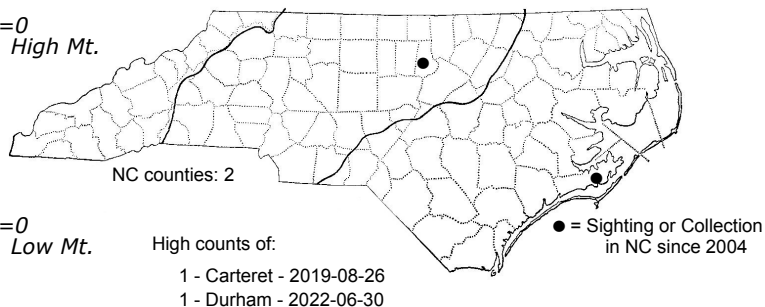 =0
High Mt.
NC counties: 2
=0
Low Mt.
High counts of:
1 - Carteret - 2019-08-26
1 - Durham - 2022-06-30
● = Sighting or Collection
in NC since 2004